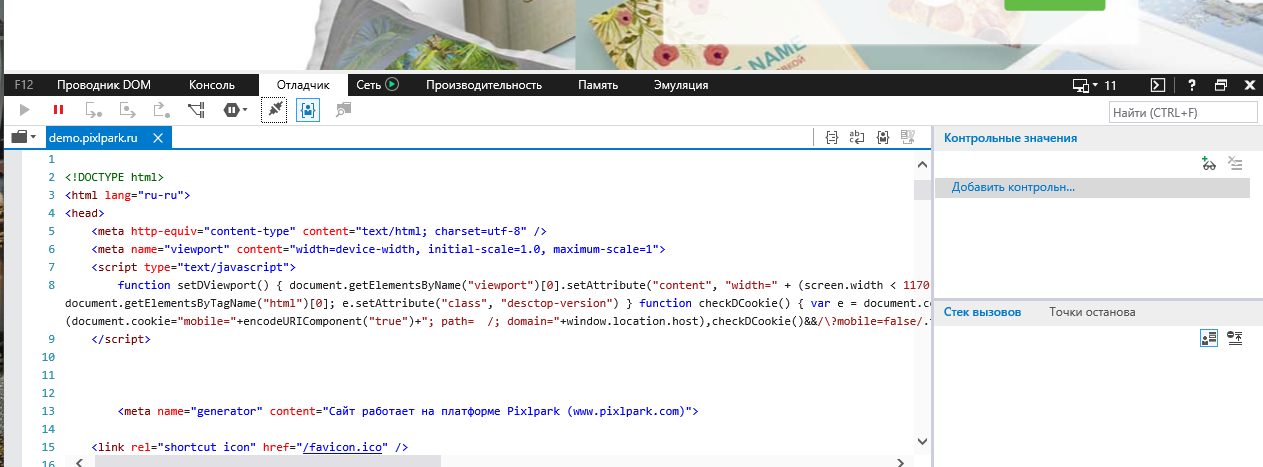 NAME
F12 Проводник DOM Консоль Отладчик Сеть Производительность Память Эмуляция 11 ?
Найти (CTRL+F)
demo.pixlpark.ru
Контрольные значения
Добавить контрольн...
Стек вызовов Точки останова
1
2 <!DOCTYPE html>
3 <html lang="ru-ru">
4 <head>
5 <meta http-equiv="content-type" content="text/html; charset=utf-8" />
6 <meta name="viewport" content="width=device-width, initial-scale=1.0, maximum-scale=1">
7 <script type="text/javascript">
8 function setDViewport() { document.getElementsByName("viewport")[0].setAttribute("content", "width=" + (screen.width < 1170
document.getElementsByTagName("html")[0]; e.setAttribute("class", "desctop-version") } function checkDCookie() { var e = document.co
(document.cookie="mobile="+encodeURIComponent("true")+"; path= /; domain="+window.location.host),checkDCookie()&&/\?mobile=false/.
9 </script>
10
11
12
13 <meta name="generator" content="Сайт работает на платформе Pixlpark (www.pixlpark.com)">
14
15 <link rel="shortcut icon" href="/favicon.ico" />
16